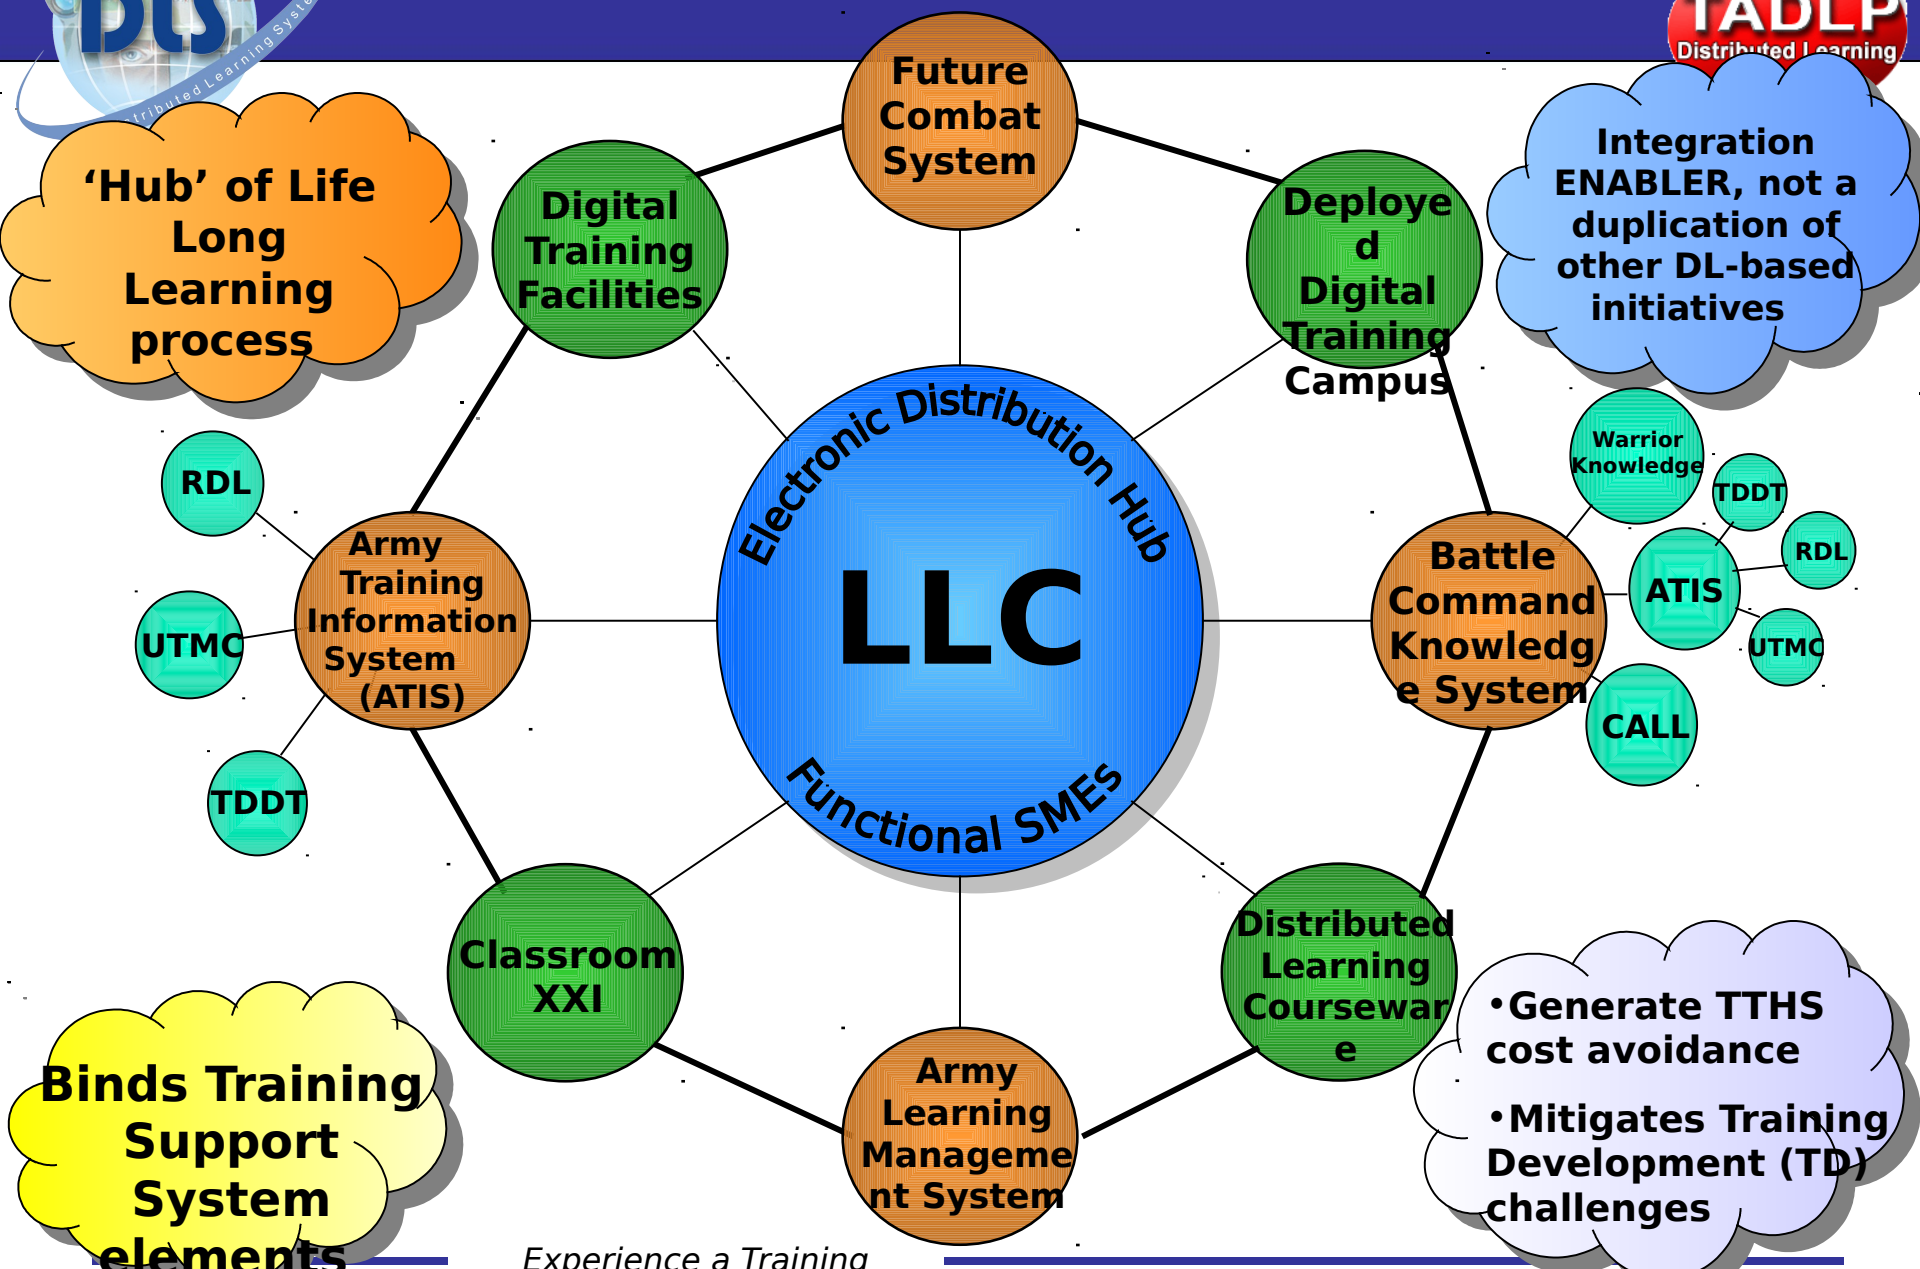 DLS
Distributed Learning System
TADLP
Distributed Learning
Future
Combat
System
‘Hub’ of Life
Long
Learning
process
Digital
Training
Facilities
Deploye
d
Digital
Training
Campus
Integration
ENABLER, not a
duplication of
other DL-based
initiatives
Electronic Distribution Hub
LLC
Functional SMEs
RDL
UTMC
TDDT
Army
Training
Information
System
(ATIS)
Battle
Command
Knowledg
e System
Warrior
Knowledge
TDDT
RDL
ATIS
UTMC
CALL
Classroom
XXI
Distributed
Learning
Coursewar
e
Army
Learning
Manageme
nt System
Binds Training
Support
System
elements
•Generate TTHS
cost avoidance
•Mitigates Training
Development (TD)
challenges
Experience a Training